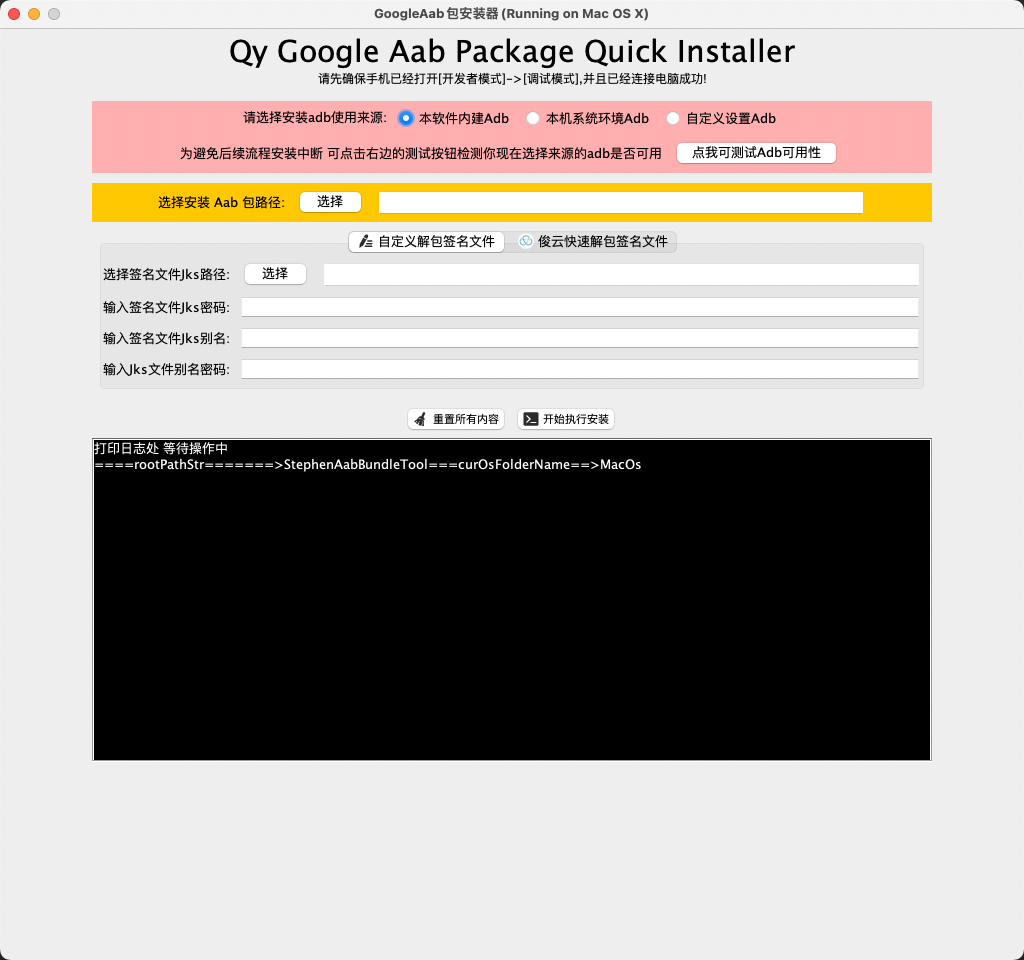 GoogleAab包安装器 (Running on Mac OS X)
Qy Google Aab Package Quick Installer
请先确保手机已经打开[开发者模式]->[调试模式],并且已经连接电脑成功!
请选择安装adb使用来源: 本软件内建Adb 本机系统环境Adb 自定义设置Adb
为避免后续流程安装中断 可点击右边的测试按钮检测你现在选择来源的adb是否可用 点我可测试Adb可用性
选择安装 Aab 包路径: 选择
自定义解包签名文件 俊云快速解包签名文件
选择签名文件Jks路径: 选择
输入签名文件Jks密码:
输入签名文件Jks别名:
输入Jks文件别名密码:
重置所有内容 开始执行安装
打印日志处 等待操作中
====rootPathStr=======>StephenAabBundleTool===curOsFolderName==>MacOs